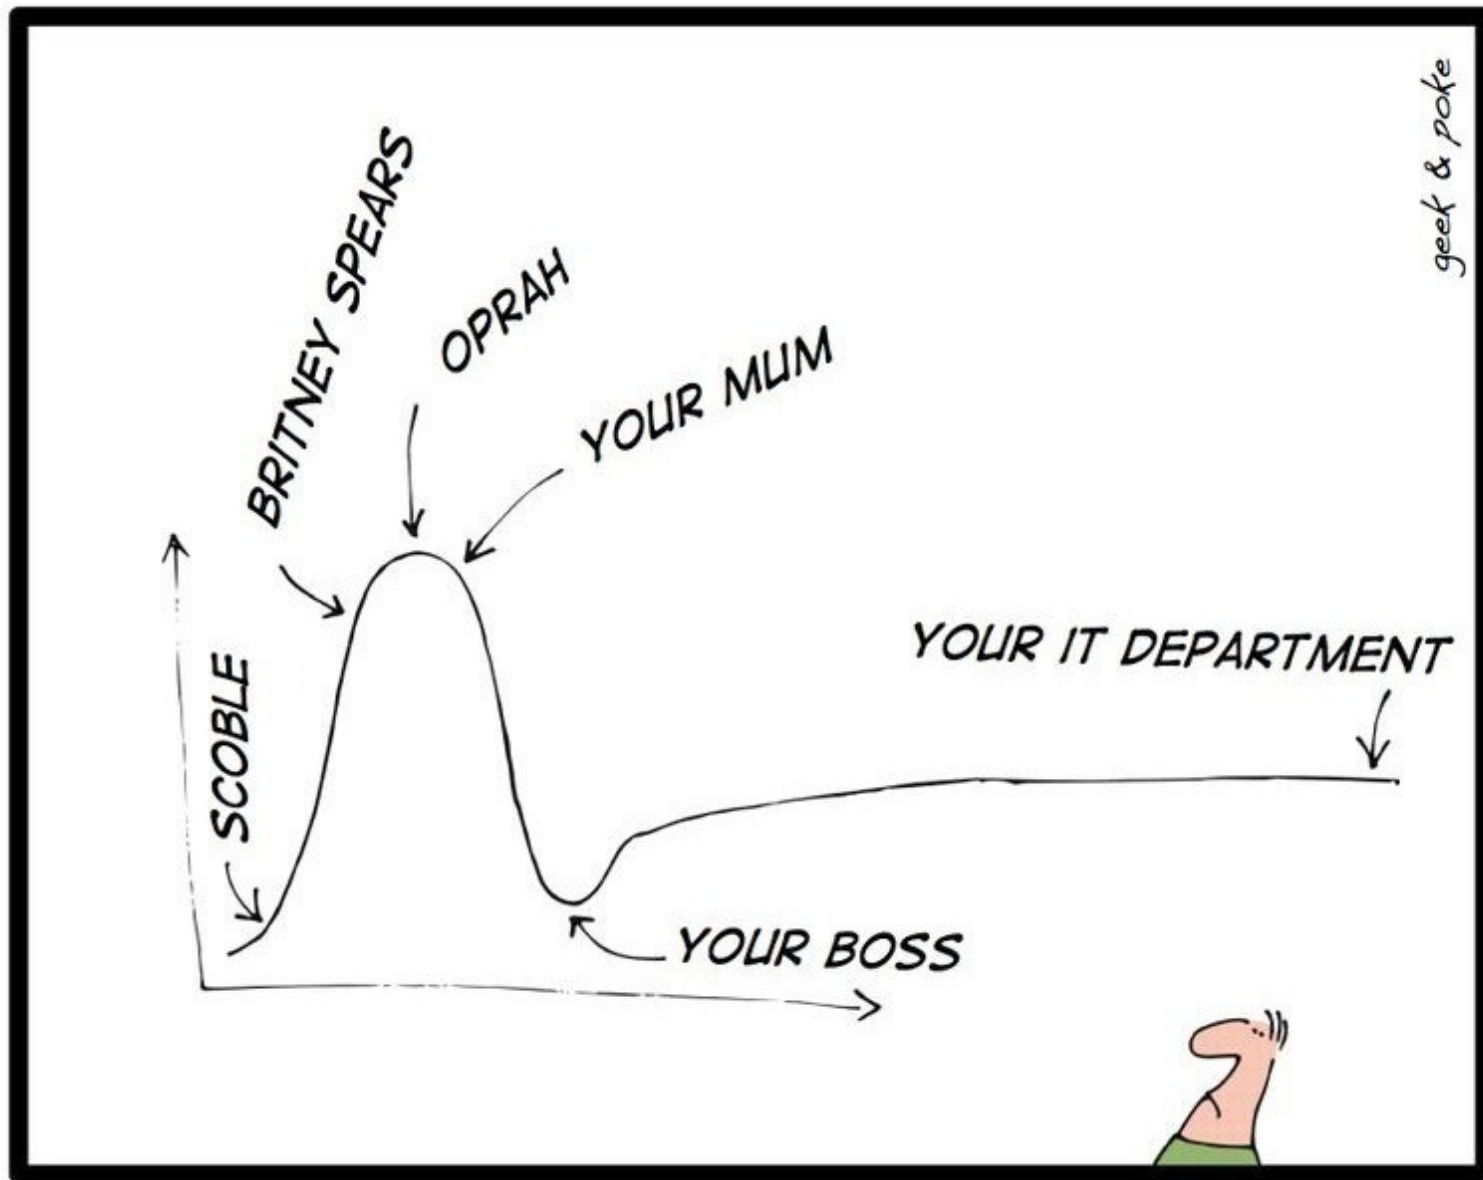 geek & poke
BRITNEY SPEARS
OPRAH
YOUR MUM
SCOBLE
YOUR IT DEPARTMENT
YOUR BOSS